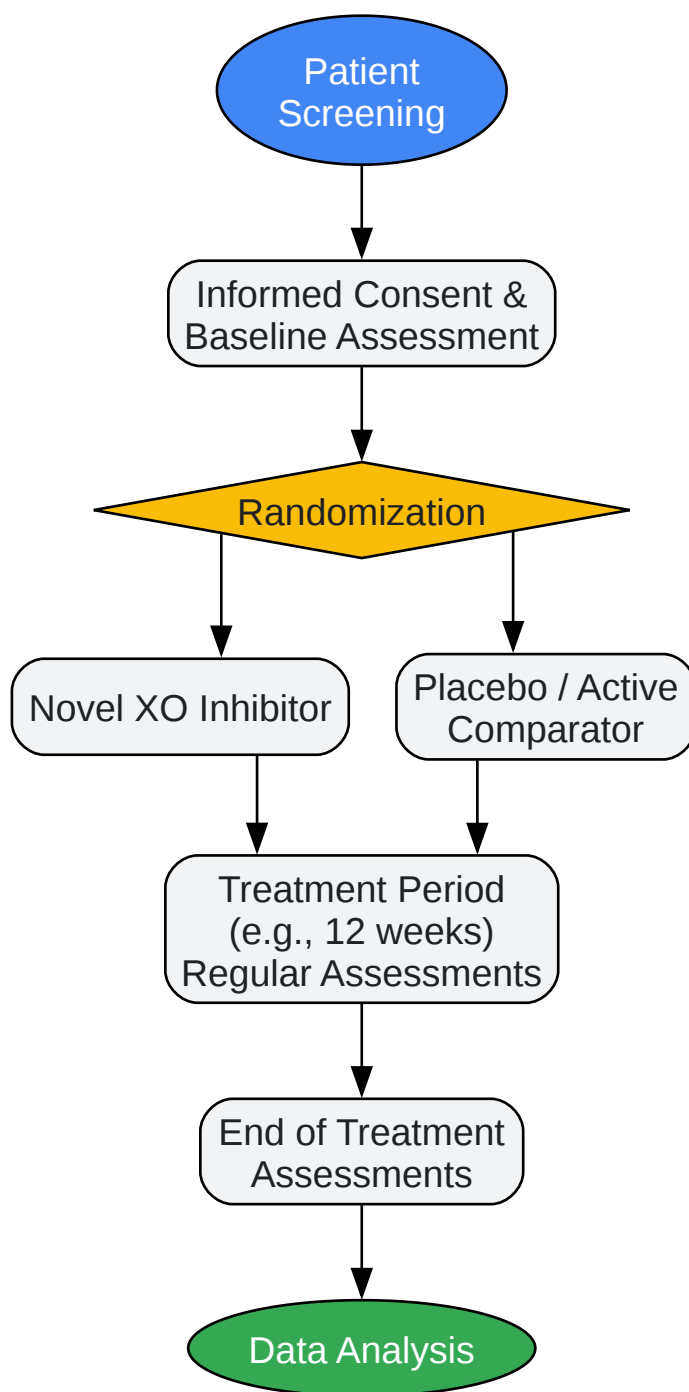 Patient
Screening
Informed Consent &
Baseline Assessment
Randomization
Novel XO Inhibitor
Placebo / Active
Comparator
Treatment Period
(e.g., 12 weeks)
Regular Assessments
End of Treatment
Assessments
Data Analysis